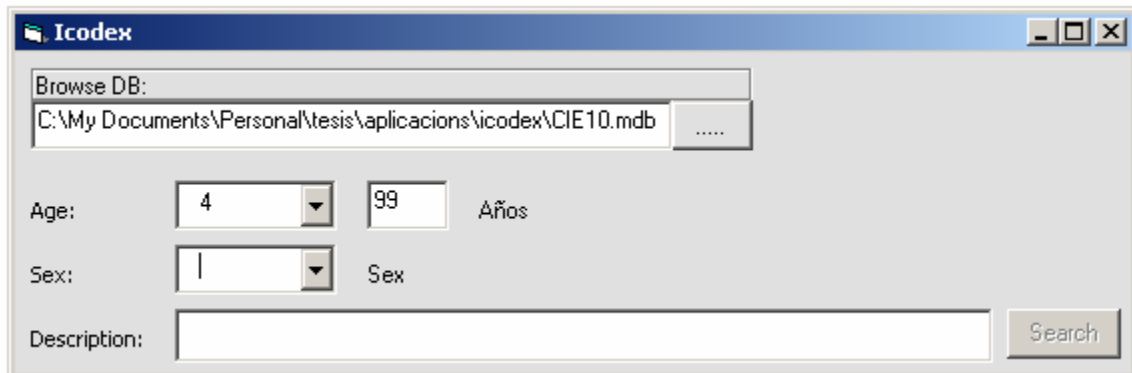 Icodex
Browse DB:
C:\My Documents\Personal\tesis\aplicacions\icodex\CIE10.mdb .....
Age: 4 99 Años
Sex: Sex
Description: Search